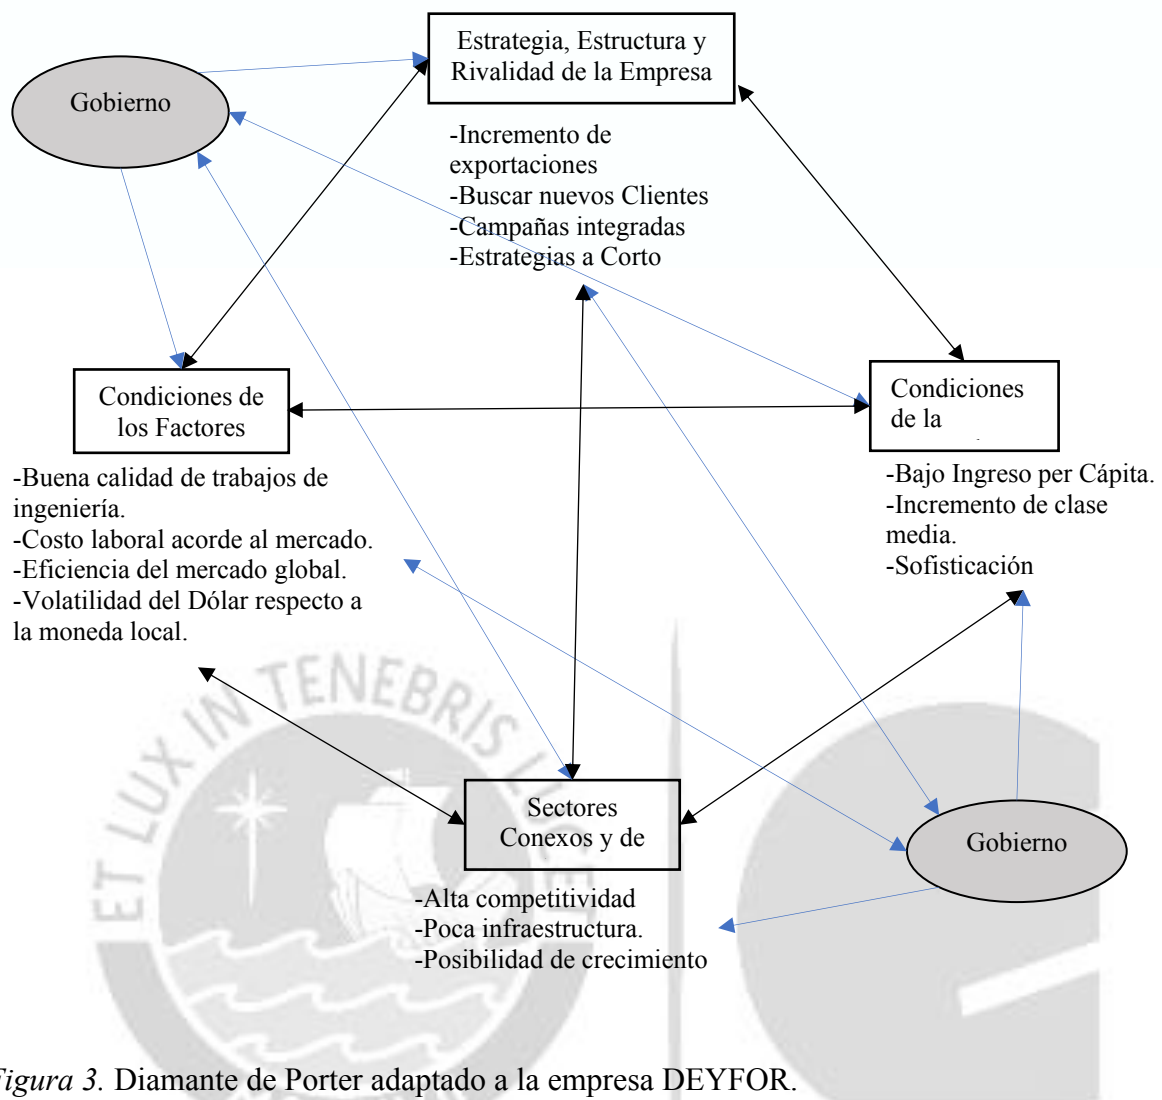 Estrategia, Estructura y
Rivalidad de la Empresa
Gobierno
-Incremento de
exportaciones
-Buscar nuevos Clientes
-Campañas integradas
-Estrategias a Corto
Condiciones de
los Factores
Condiciones
de la
-Buena calidad de trabajos de
ingeniería.
-Costo laboral acorde al mercado.
-Eficiencia del mercado global.
-Volatilidad del Dólar respecto a
la moneda local.
-Bajo Ingreso per Cápita.
-Incremento de clase
media.
-Sofisticación
ET LUX IN TENEBRIS LUCET
Sectores
Conexos y de
Gobierno
-Alta competitividad
-Poca infraestructura.
-Posibilidad de crecimiento
Figura 3. Diamante de Porter adaptado a la empresa DEYFOR.